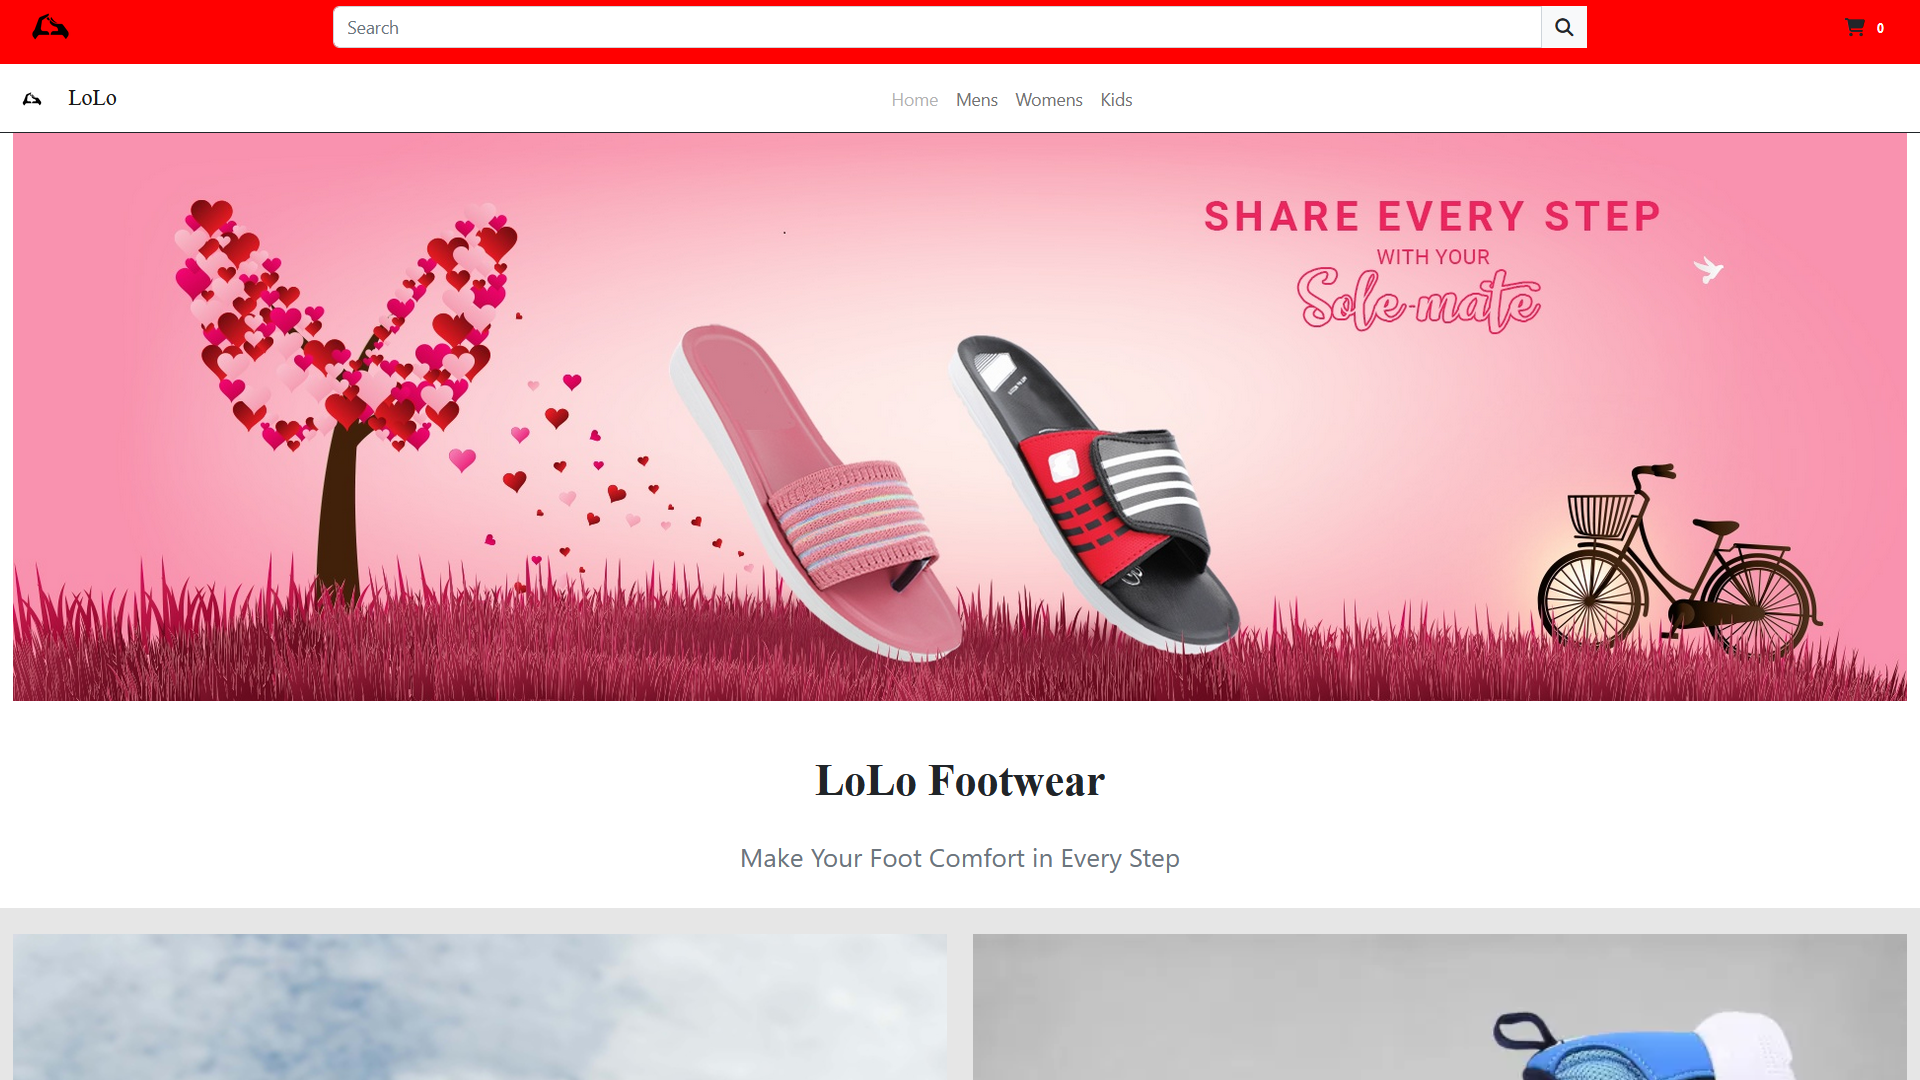 Search
0
LoLo
Home Mens Womens Kids
SHARE EVERY STEP
WITH YOUR
Sole-mate
LoLo Footwear
Make Your Foot Comfort in Every Step